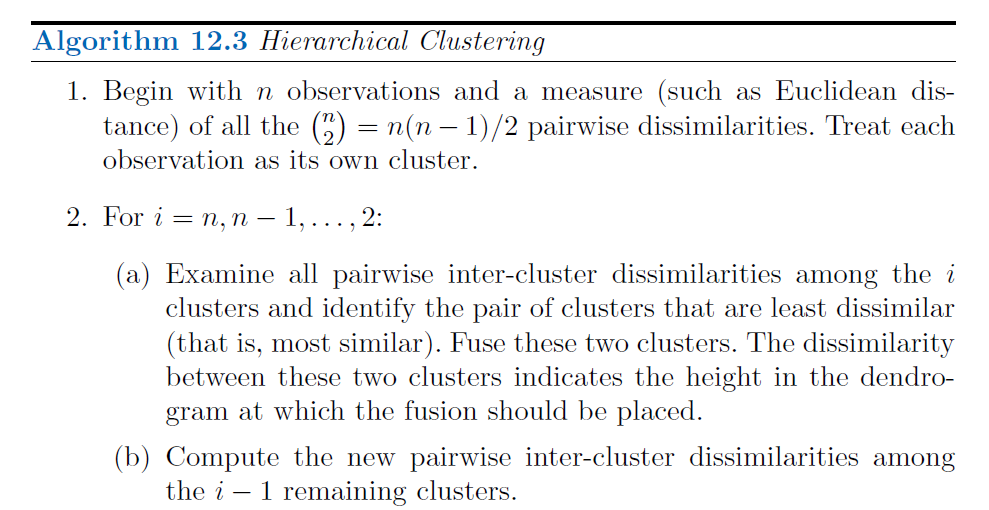 Algorithm 12.3 Hierarchical Clustering
1. Begin with n observations and a measure (such as Euclidean dis-
tance) of all the (n 2) = n(n − 1)/2 pairwise dissimilarities. Treat each
observation as its own cluster.
2. For i = n, n − 1, . . . , 2:
(a) Examine all pairwise inter-cluster dissimilarities among the i
clusters and identify the pair of clusters that are least dissimilar
(that is, most similar). Fuse these two clusters. The dissimilarity
between these two clusters indicates the height in the dendro-
gram at which the fusion should be placed.
(b) Compute the new pairwise inter-cluster dissimilarities among
the i − 1 remaining clusters.